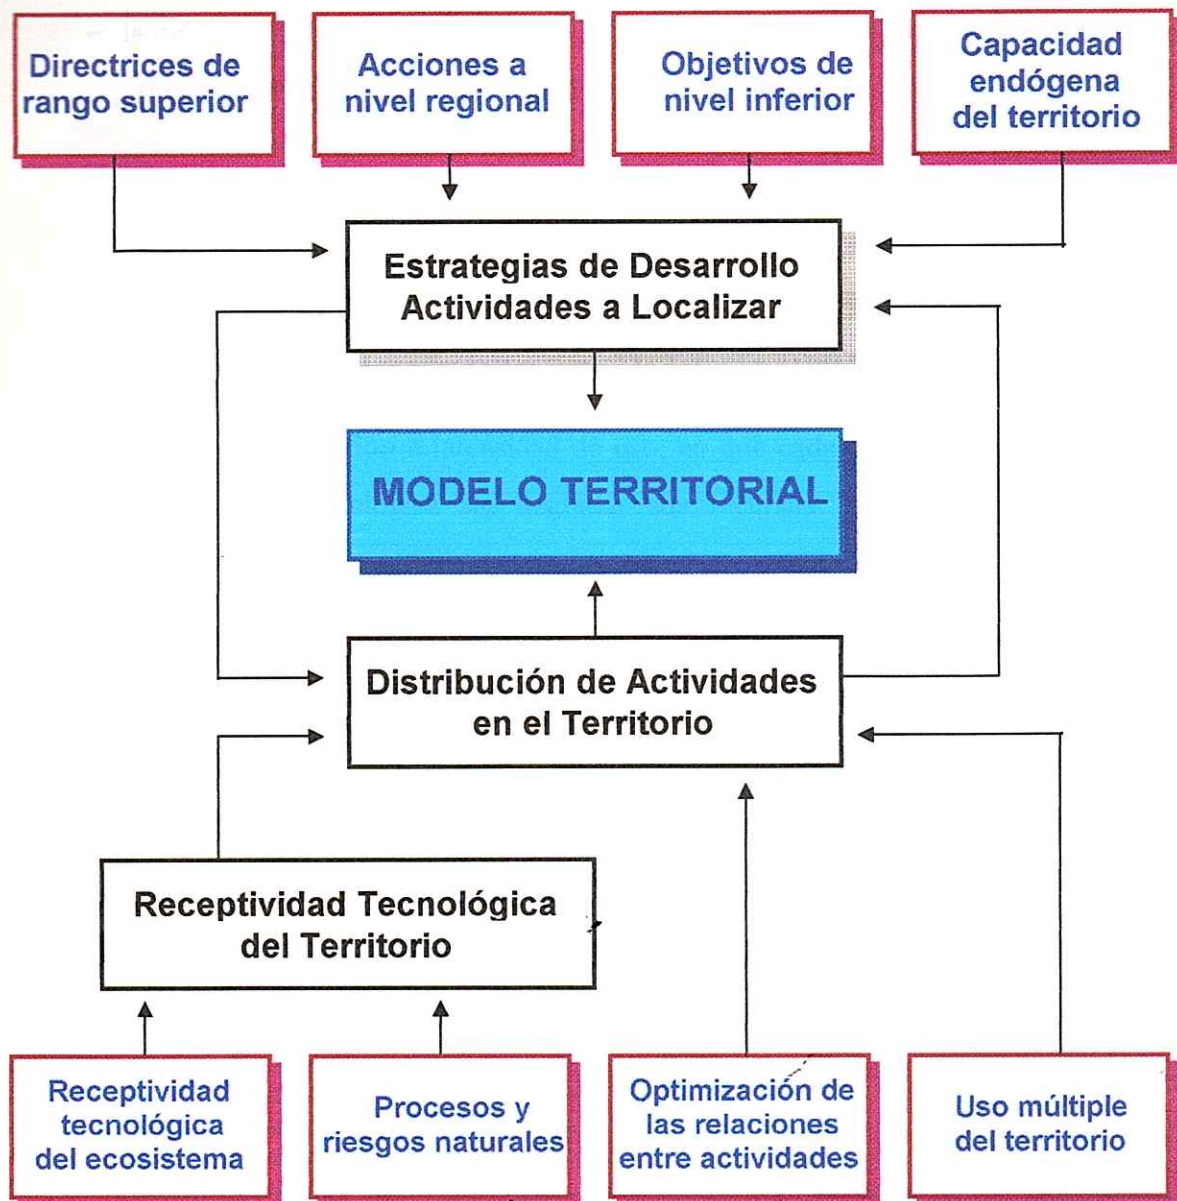 Directrices de
rango superior
Acciones a
nivel regional
Objetivos de
nivel inferior
Capacidad
endógena
del territorio
Estrategias de Desarrollo
Actividades a Localizar
MODELO TERRITORIAL
Distribución de Actividades
en el Territorio
Receptividad Tecnológica
del Territorio
Receptividad
tecnológica
del ecosistema
Procesos y
riesgos naturales
Optimización de
las relaciones
entre actividades
Uso múltiple
del territorio